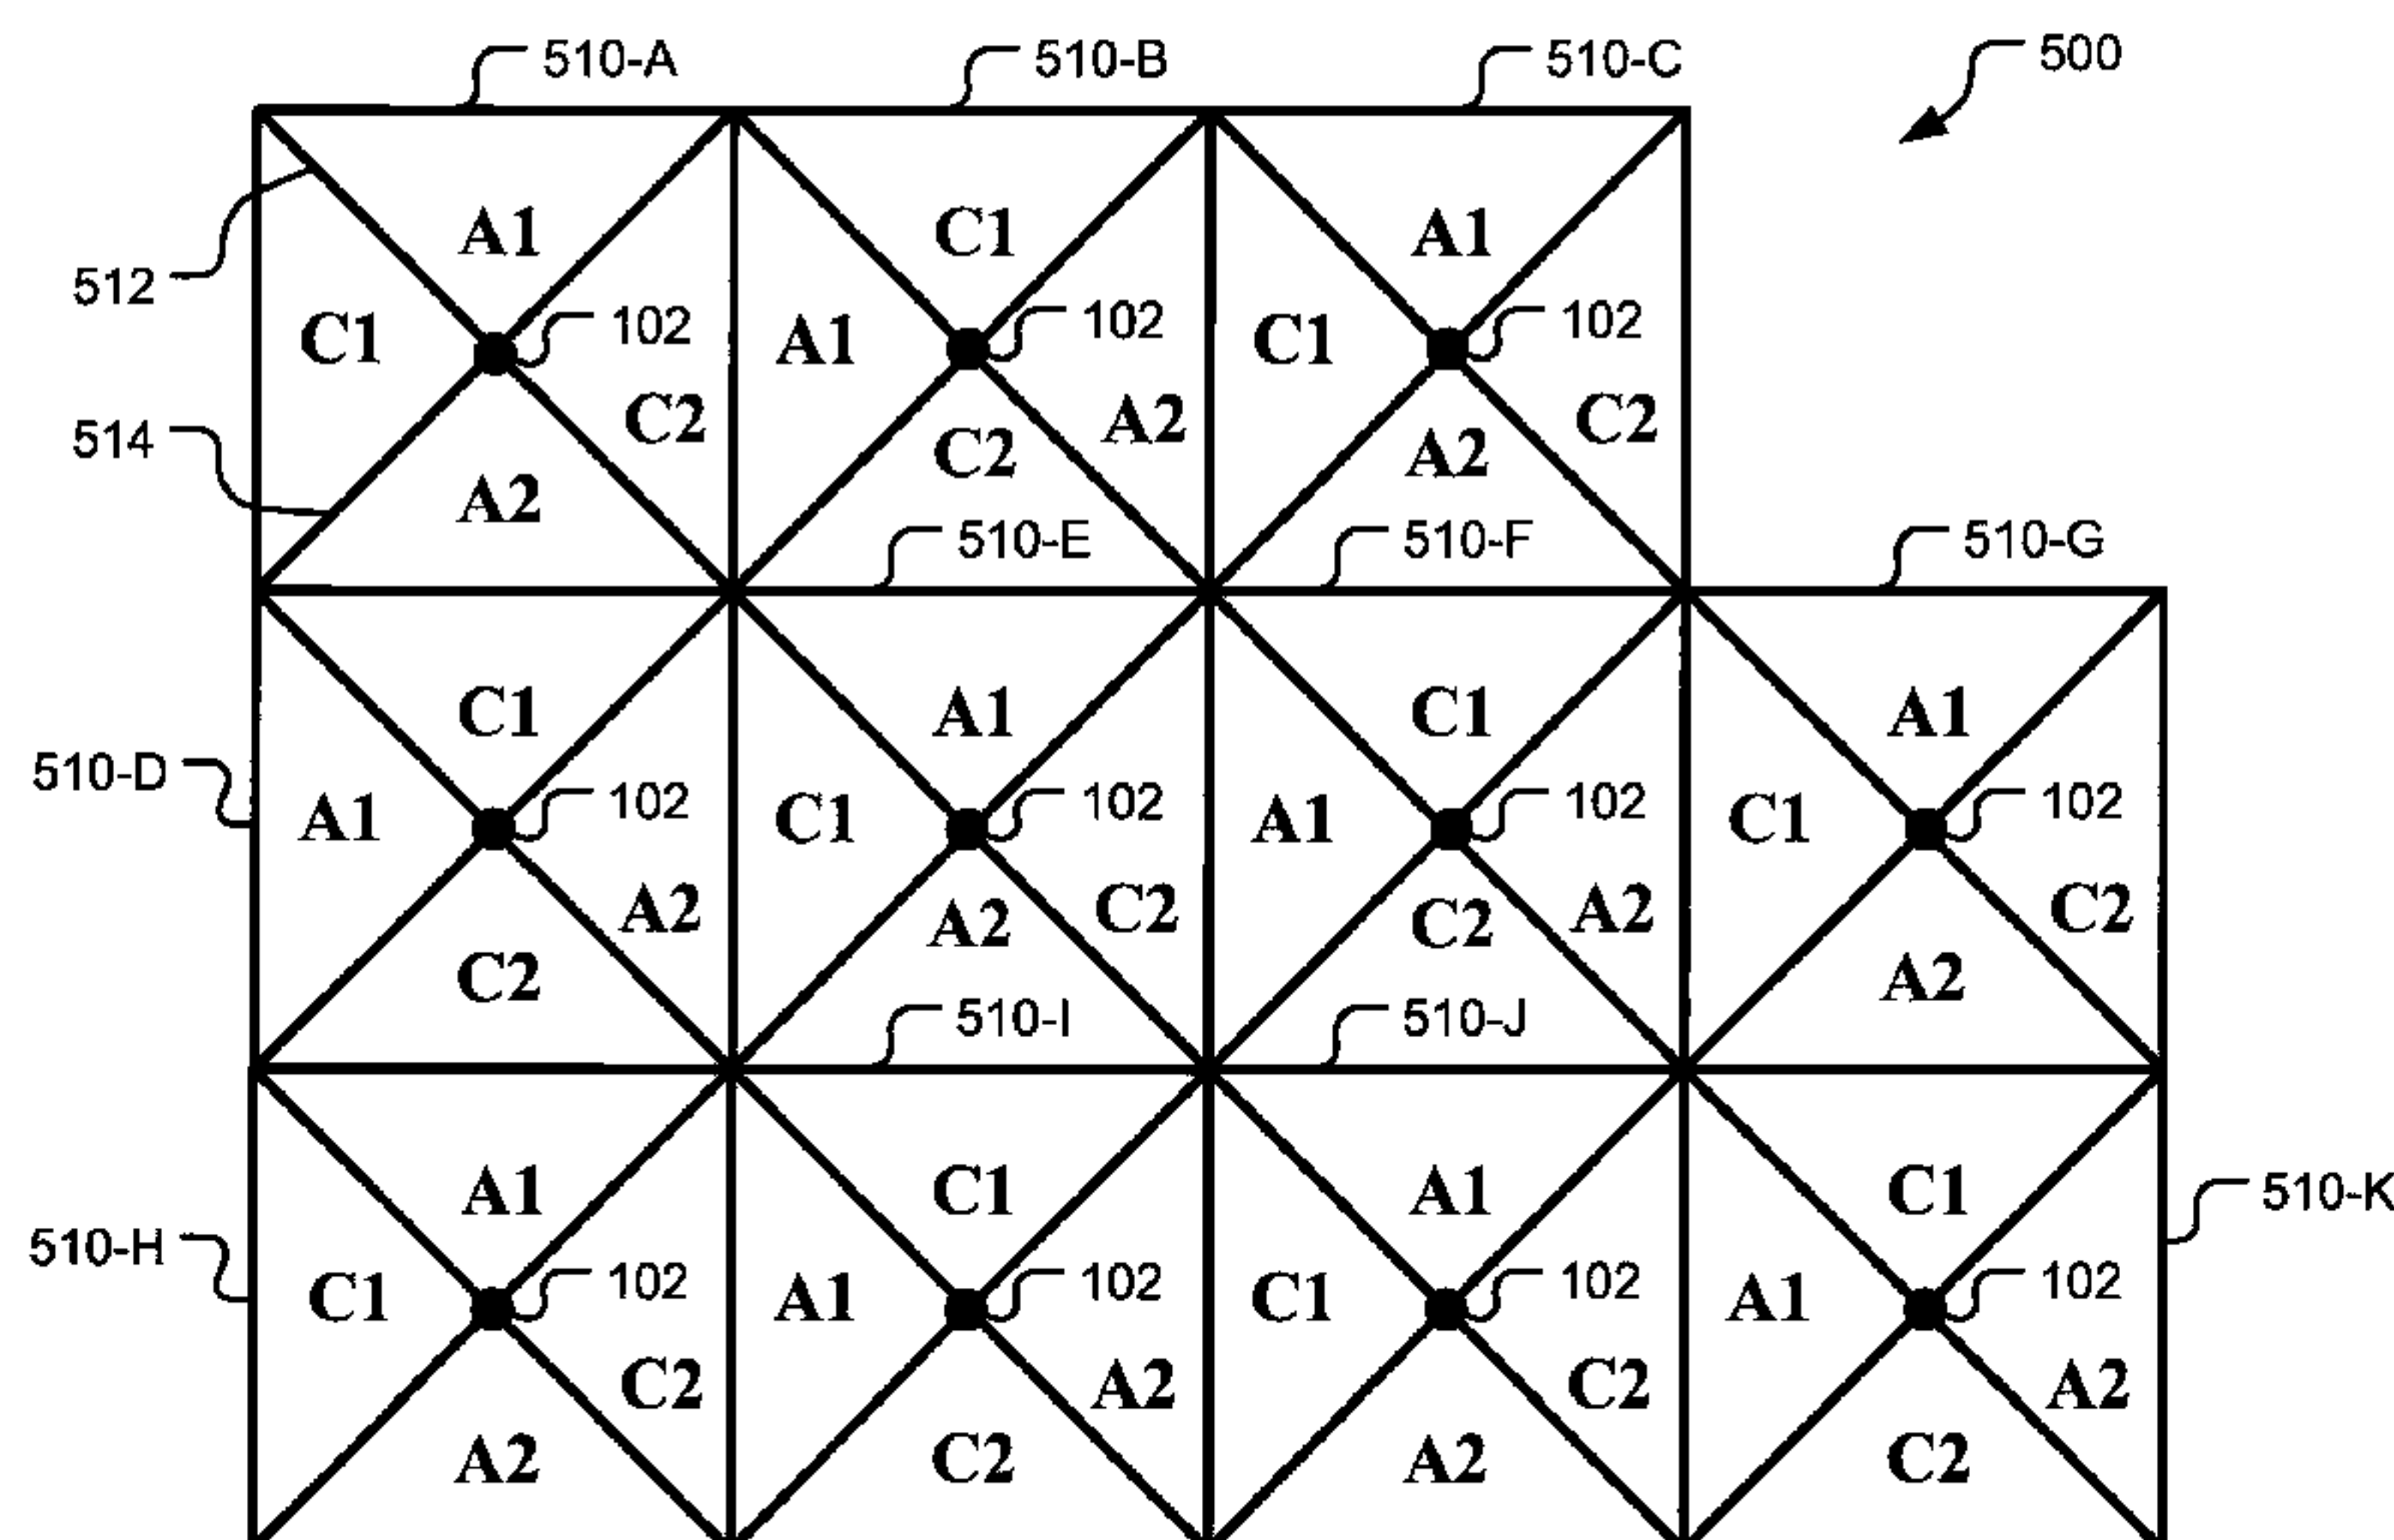 510-A 510-B 510-C 500
A1 C1 A1
512
C1 102 A1 102 C1 102
C2 A2 C2
514
A2 C2 A2
510-E 510-F 510-G
C1 A1 C1 A1
510-D
A1 102 C1 102 A1 102 C1 102
A2 C2 A2 C2
C2 A2 C2 A2
510-I 510-J
A1 C1 A1 C1
510-K
510-H
C1 102 A1 102 C1 102 A1 102
C2 A2 C2 A2
A2 C2 A2 C2